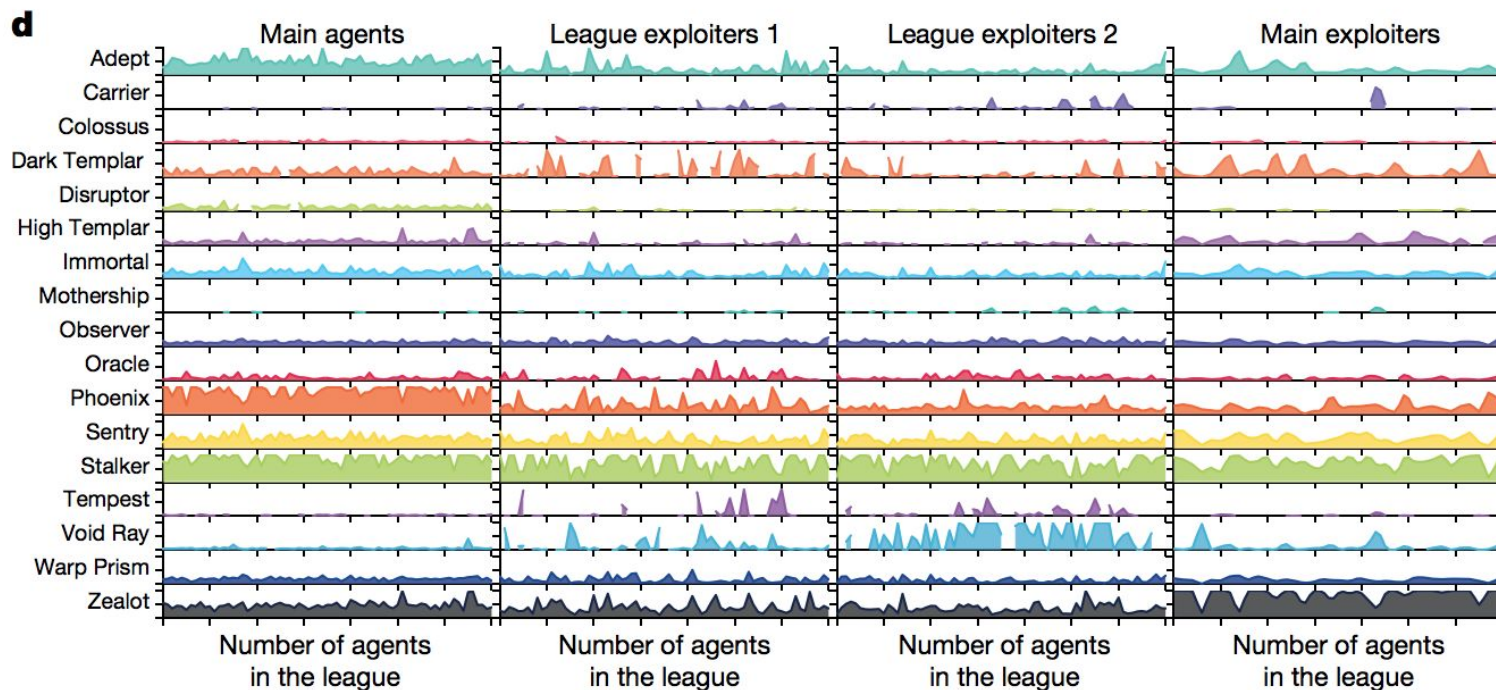 d
Main agents
League exploiters 1
League exploiters 2
Main exploiters
Adept
Carrier
Colossus
Dark Templar
Disruptor
High Templar
Immortal
Mothership
Observer
Oracle
Phoenix
Sentry
Stalker
Tempest
Void Ray
Warp Prism
Zealot
Number of agents
in the league
Number of agents
in the league
Number of agents
in the league
Number of agents
in the league